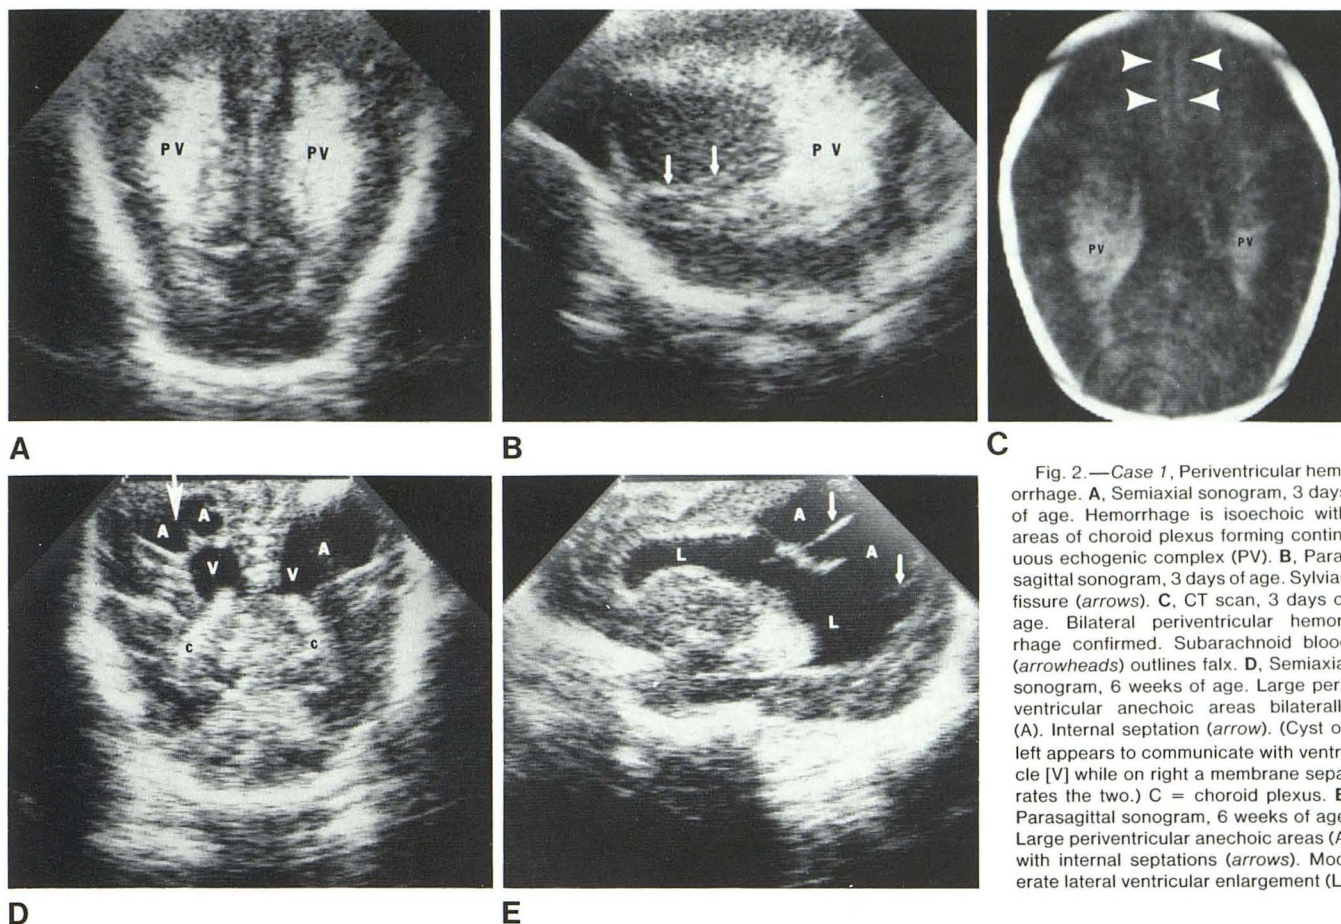 PV
PV
A
PV
B
PV
PV
C
A
A
A
V
V
c
c
D
A
A
L
L
E
Fig. 2.—Case 1, Periventricular hem-
orrhage. A, Semiaxial sonogram, 3 days
of age. Hemorrhage is isoechoic with
areas of choroid plexus forming contin-
uous echogenic complex (PV). B, Para-
sagittal sonogram, 3 days of age. Sylvian
fissure (arrows). C, CT scan, 3 days of
age. Bilateral periventricular hemor-
rhage confirmed. Subarachnoid blood
(arrowheads) outlines falx. D, Semiaxial
sonogram, 6 weeks of age. Large peri-
ventricular anechoic areas bilaterally
(A). Internal septation (arrow). (Cyst on
left appears to communicate with ventri-
cle [V] while on right a membrane sepa-
rates the two.) C = choroid plexus. E,
Parasagittal sonogram, 6 weeks of age.
Large periventricular anechoic areas (A)
with internal septations (arrows). Mod-
erate lateral ventricular enlargement (L